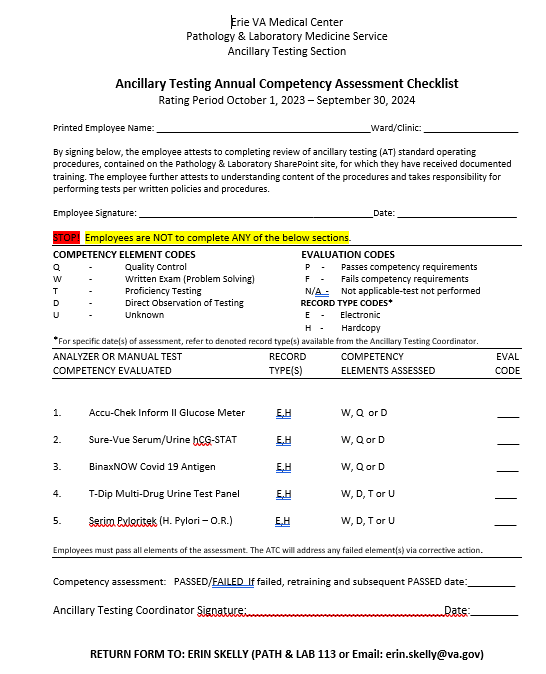 Erie VA Medical Center
Pathology & Laboratory Medicine Service
Ancillary Testing Section
Ancillary Testing Annual Competency Assessment Checklist
Rating Period October 1, 2023 – September 30, 2024
Printed Employee Name: ________________ Ward/Clinic: ________________
By signing below, the employee attests to completing review of ancillary testing (AT) standard operating
procedures, contained on the Pathology & Laboratory SharePoint site, for which they have received documented
training. The employee further attests to understanding content of the procedures and takes responsibility for
performing tests per written policies and procedures.
Employee Signature: ________________ Date: ________________
STOP! Employees are NOT to complete ANY of the below sections.
COMPETENCY ELEMENT CODES EVALUATION CODES
Q - Quality Control P - Passes competency requirements
W - Written Exam (Problem Solving) F - Fails competency requirements
T - Proficiency Testing N/A - Not applicable-test not performed
D - Direct Observation of Testing RECORD TYPE CODES*
U - Unknown E - Electronic
H - Hardcopy
*For specific date(s) of assessment, refer to denoted record type(s) available from the Ancillary Testing Coordinator.
ANALYZER OR MANUAL TEST RECORD COMPETENCY EVAL
COMPETENCY EVALUATED TYPE(S) ELEMENTS ASSESSED CODE
1. Accu-Chek Inform II Glucose Meter E,H W, Q or D ____
2. Sure-Vue Serum/Urine hCG-STAT E,H W, Q or D ____
3. BinaxNOW Covid 19 Antigen E,H W, Q or D ____
4. T-Dip Multi-Drug Urine Test Panel E,H W, D, T or U ____
5. Serim Pyloritek (H. Pylori – O.R.) E,H W, D, T or U ____
Employees must pass all elements of the assessment. The ATC will address any failed element(s) via corrective action.
Competency assessment: PASSED/FAILED If failed, retraining and subsequent PASSED date:________
Ancillary Testing Coordinator Signature:________________ Date:________
RETURN FORM TO: ERIN SKELLY (PATH & LAB 113 or Email: erin.skelly@va.gov)